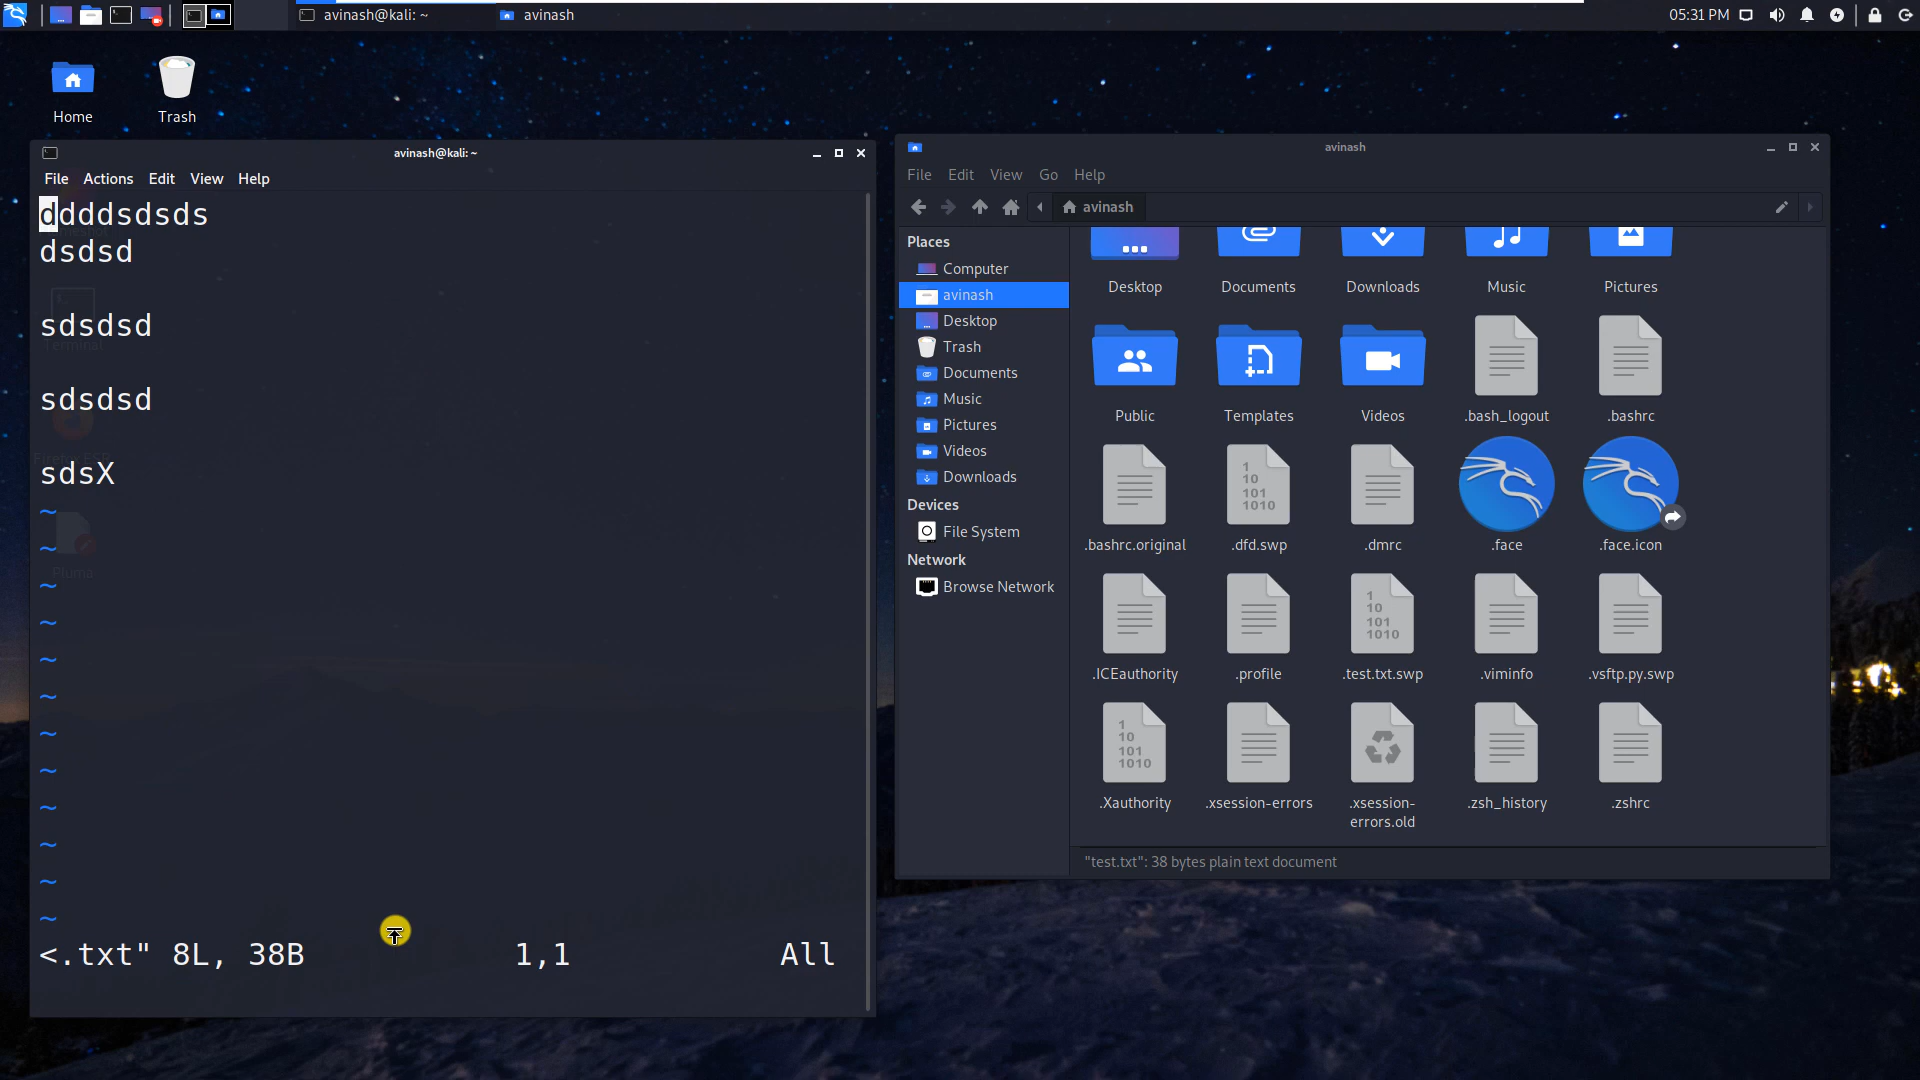 avinash@kali: ~
avinash
05:31 PM
Home
Trash
avinash@kali: ~
File Actions Edit View Help
ddddsdsds
dsdsd
sdsdsd
Terminal
sdsdsd
Firefox ESR
sdsX
~
~
Pluma
~
~
~
~
~
~
~
~
~
~
<.txt" 8L, 38B 1,1 All
avinash
File Edit View Go Help
avinash
Places
Computer
avinash
Desktop
Trash
Documents
Music
Pictures
Videos
Downloads
Devices
File System
Network
Browse Network
Desktop Documents Downloads Music Pictures
Public Templates Videos .bash_logout .bashrc
.bashrc.original .dfd.swp .dmrc .face .face.icon
.ICEauthority .profile .test.txt.swp .viminfo .vsftp.py.swp
.Xauthority .xsession-errors .xsession-errors.old .zsh_history .zshrc
"test.txt": 38 bytes plain text document